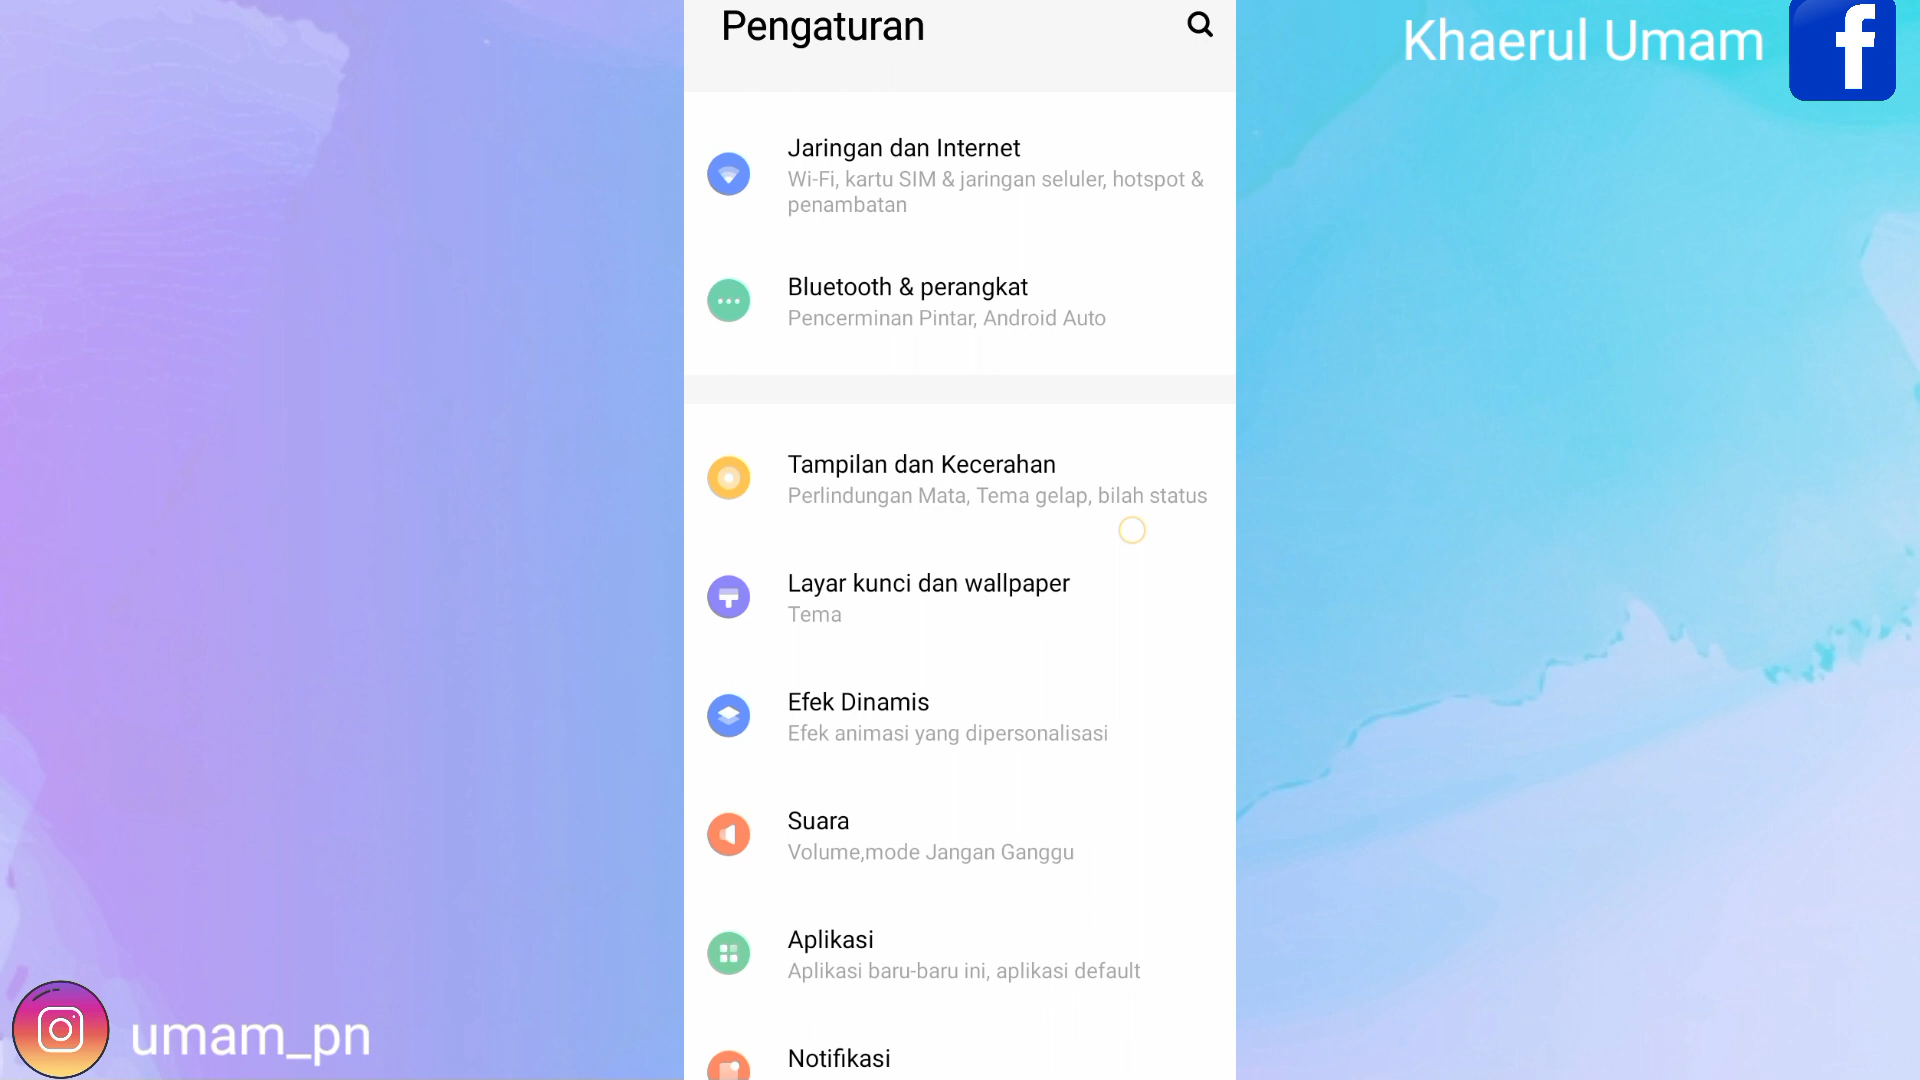 Pengaturan
Khaerul Umam
f
Jaringan dan Internet
Wi-Fi, kartu SIM & jaringan seluler, hotspot &
penambatan
Bluetooth & perangkat
Pencerminan Pintar, Android Auto
Tampilan dan Kecerahan
Perlindungan Mata, Tema gelap, bilah status
Layar kunci dan wallpaper
Tema
Efek Dinamis
Efek animasi yang dipersonalisasi
Suara
Volume,mode Jangan Ganggu
Aplikasi
Aplikasi baru-baru ini, aplikasi default
Notifikasi
umam_pn